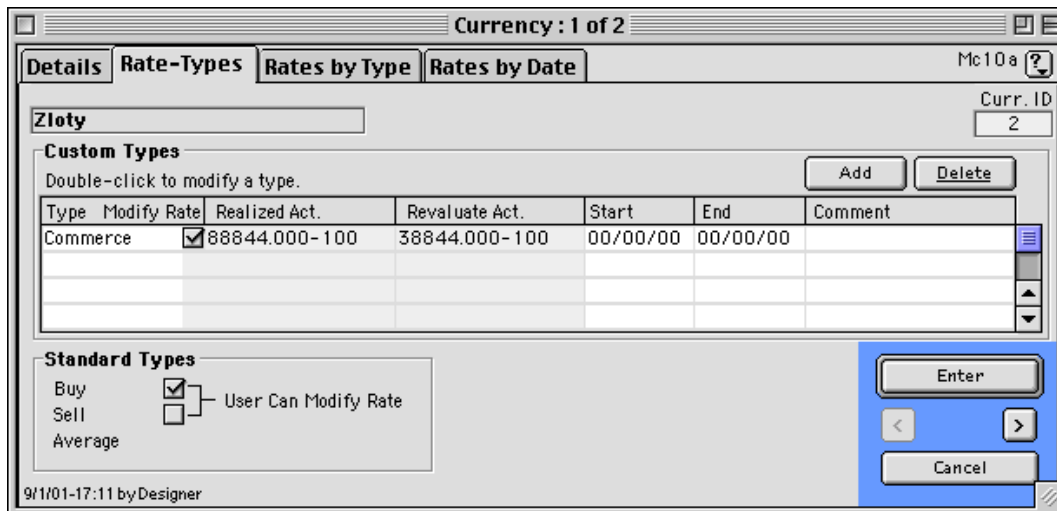 Currency : 1 of 2
Details Rate-Types Rates by Type Rates by Date Mc10a ?
Curr. ID
Zloty 2
Custom Types
Double-click to modify a type. Add Delete
Type Modify Rate Realized Act. Revaluate Act. Start End Comment
Commerce 88844.000-100 38844.000-100 00/00/00 00/00/00
Standard Types
Buy
User Can Modify Rate
Sell
Average
Enter
< >
Cancel
9/1/01-17:11 by Designer